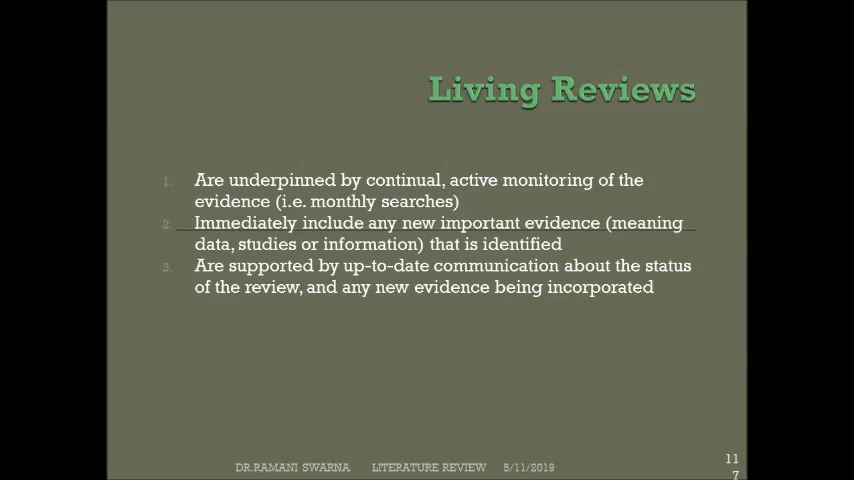 Living Reviews
1. Are underpinned by continual, active monitoring of the
evidence (i.e. monthly searches)
2. Immediately include any new important evidence (meaning
data, studies or information) that is identified
3. Are supported by up-to-date communication about the status
of the review, and any new evidence being incorporated
DR.RAMANI SWARNA LITERATURE REVIEW 5/11/2019
11
7